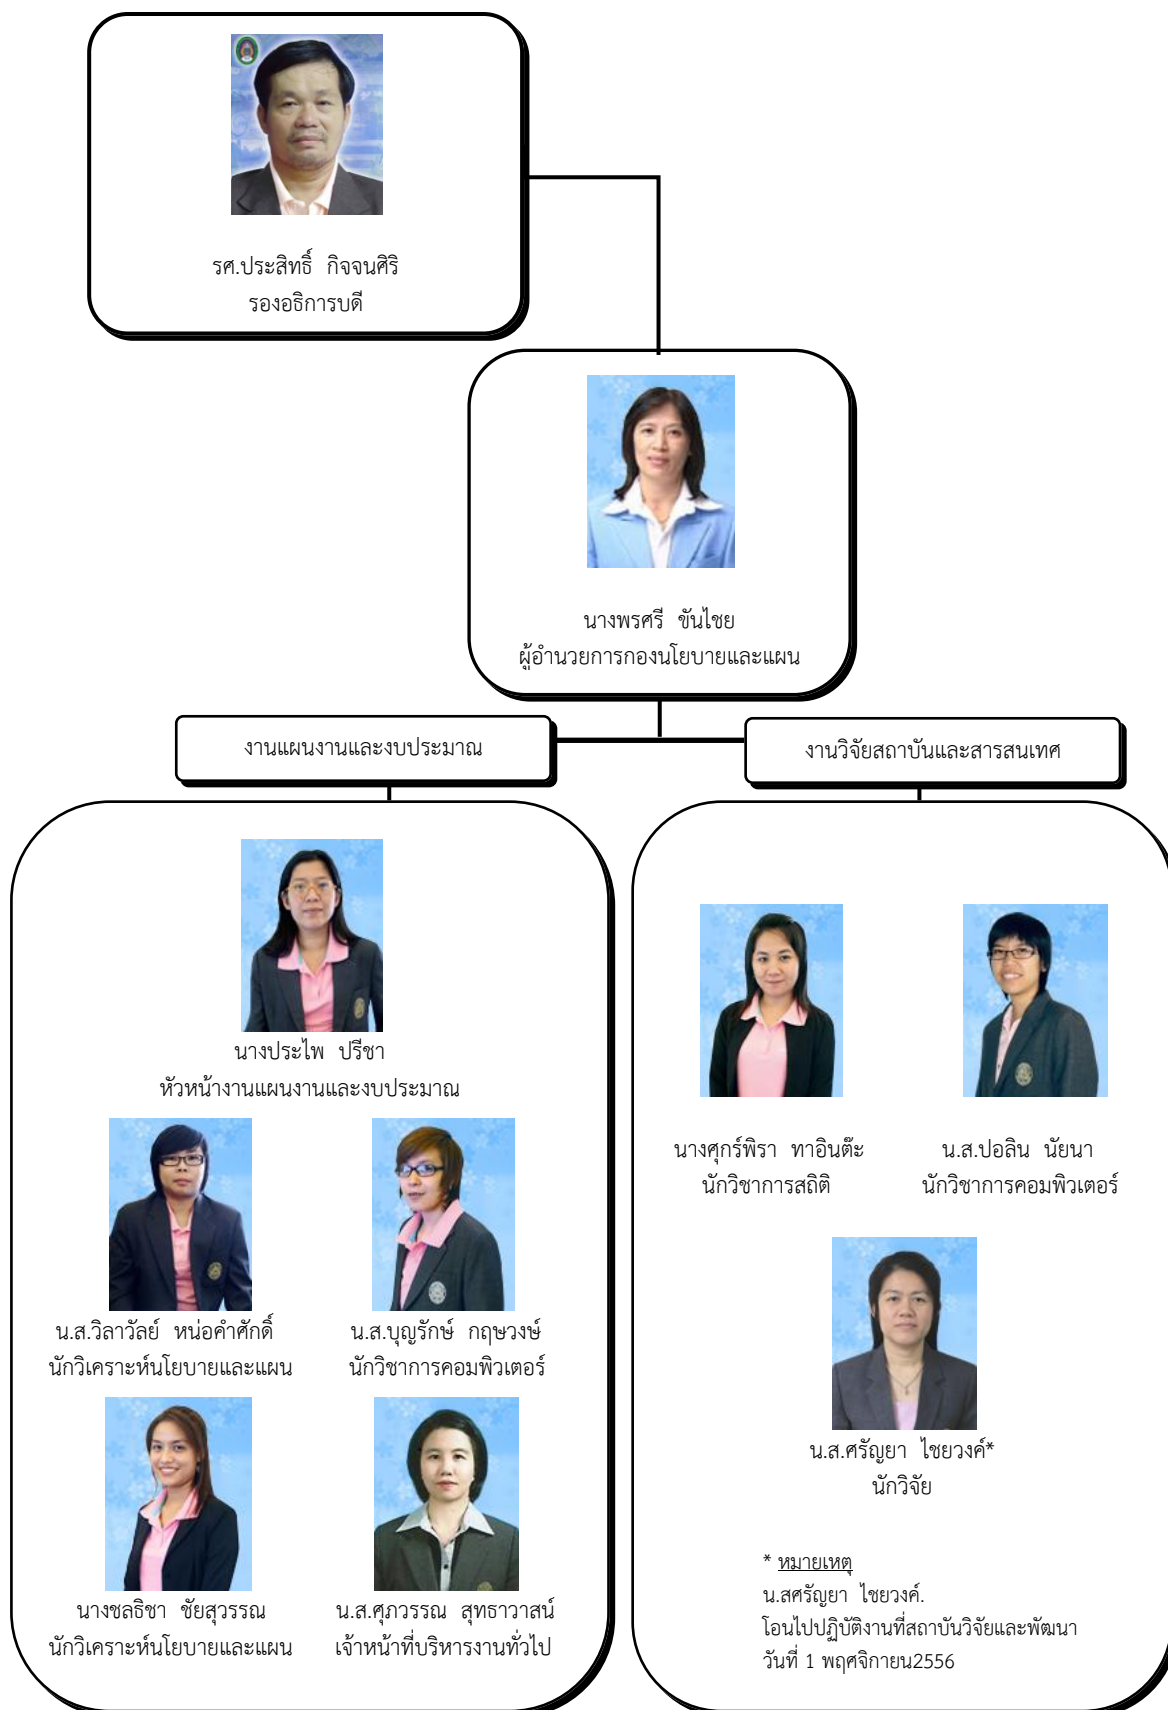 รศ.ประสิทธิ์ กิจจนศิริ
รองอธิการบดี
นางพรศรี ขันไชย
ผู้อำนวยการกองนโยบายและแผน
งานแผนงานและงบประมาณ
งานวิจัยสถาบันและสารสนเทศ
นางประไพ ปรีชา
หัวหน้างานแผนงานและงบประมาณ
น.ส.วิลาวัลย์ หน่อคำศักดิ์
นักวิเคราะห์นโยบายและแผน
น.ส.บุญรักษ์ กฤษวงษ์
นักวิชาการคอมพิวเตอร์
นางชลธิชา ชัยสุวรรณ
นักวิเคราะห์นโยบายและแผน
น.ส.ศุภวรรณ สุทธาวาสน์
เจ้าหน้าที่บริหารงานทั่วไป
นางศุกร์พิรา ทาอินต๊ะ
นักวิชาการสถิติ
น.ส.ปอลิน นัยนา
นักวิชาการคอมพิวเตอร์
น.ส.ศรัญยา ไชยวงค์*
นักวิจัย
* หมายเหตุ
น.สศรัญยา ไชยวงค์.
โอนไปปฏิบัติงานที่สถาบันวิจัยและพัฒนา
วันที่ 1 พฤศจิกายน2556